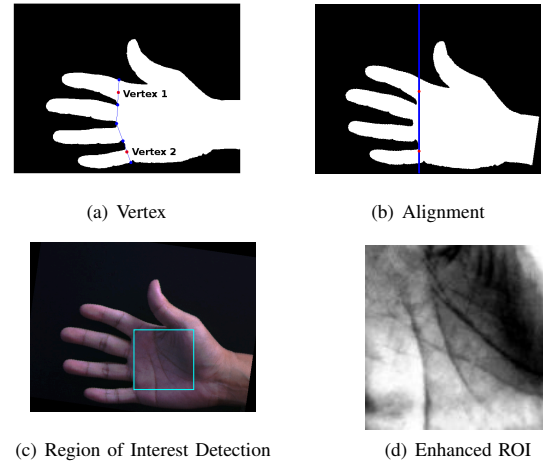 Vertex 1
Vertex 2
(a) Vertex
(b) Alignment
(c) Region of Interest Detection
(d) Enhanced ROI